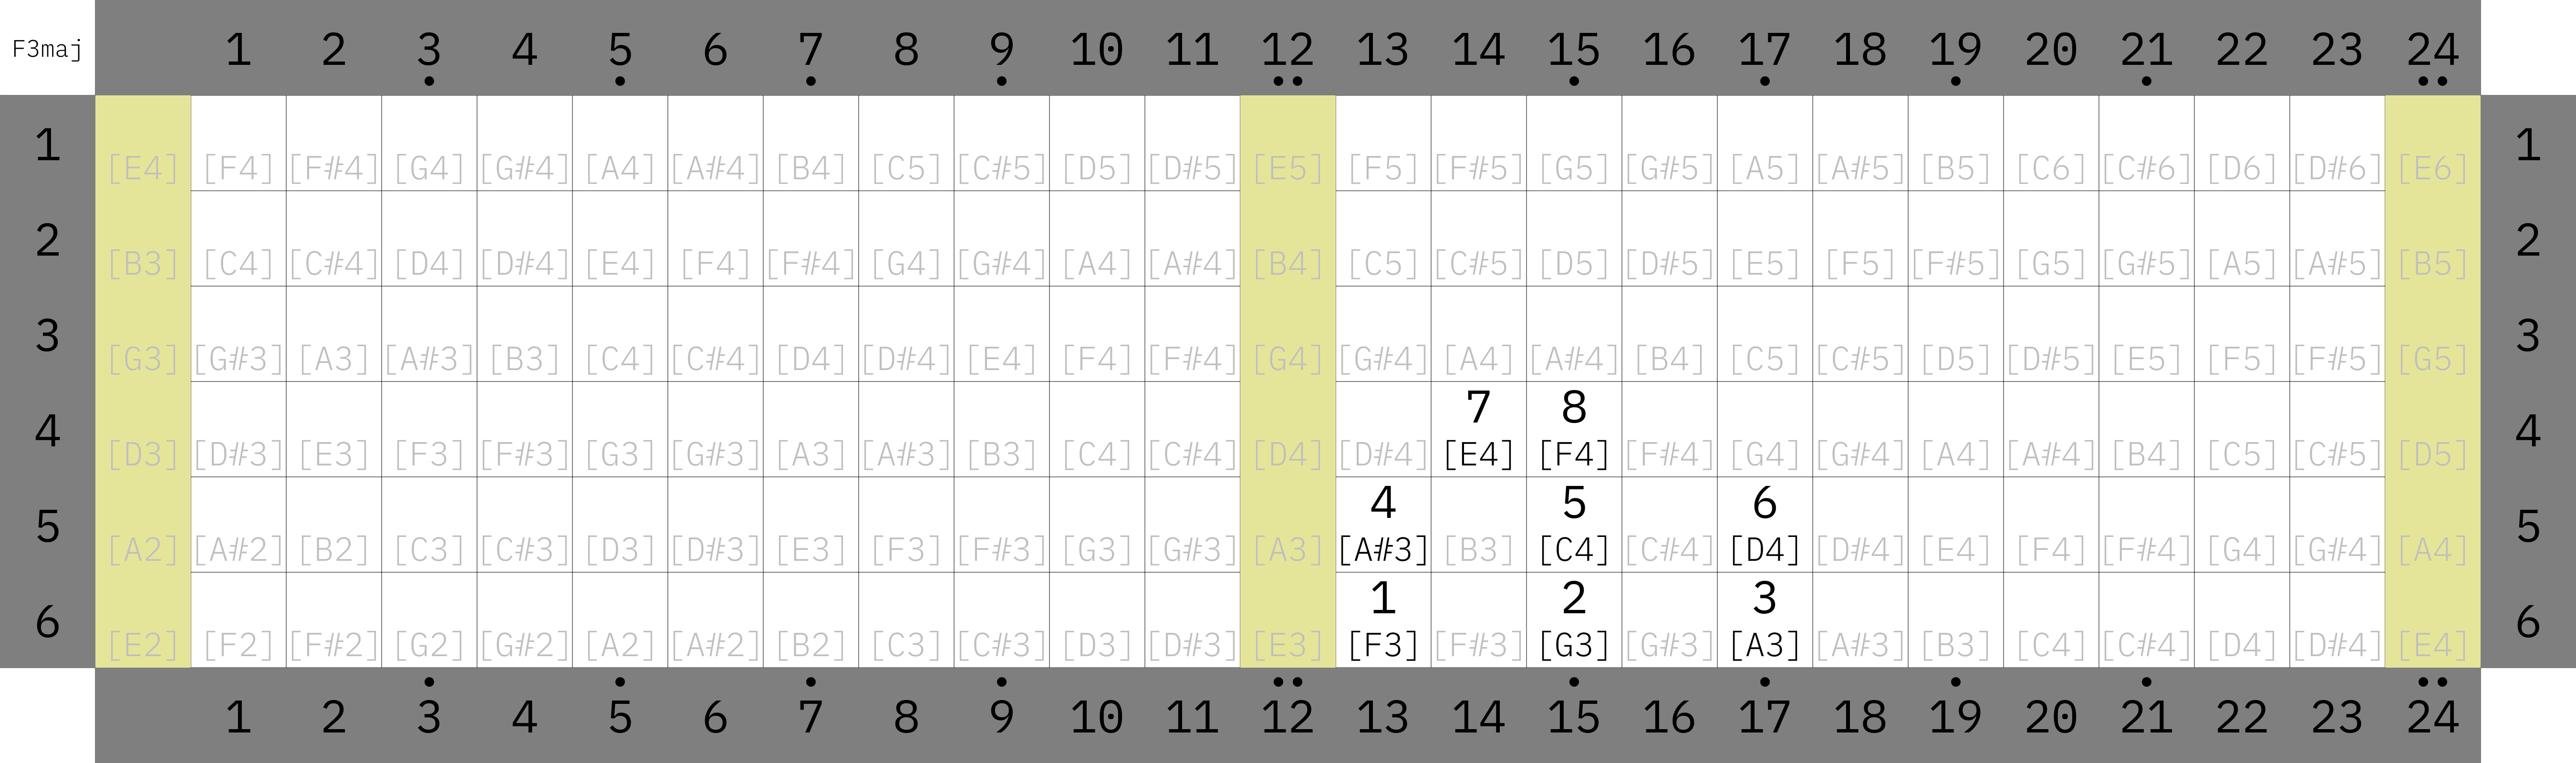 F3maj
1 2 3 4 5 6 7 8 9 10 11 12 13 14 15 16 17 18 19 20 21 22 23 24
1 [E4] [F4] [F#4] [G4] [G#4] [A4] [A#4] [B4] [C5] [C#5] [D5] [D#5] [E5] [F5] [F#5] [G5] [G#5] [A5] [A#5] [B5] [C6] [C#6] [D6] [D#6] [E6] 1
2 [B3] [C4] [C#4] [D4] [D#4] [E4] [F4] [F#4] [G4] [G#4] [A4] [A#4] [B4] [C5] [C#5] [D5] [D#5] [E5] [F5] [F#5] [G5] [G#5] [A5] [A#5] [B5] 2
3 [G3] [G#3] [A3] [A#3] [B3] [C4] [C#4] [D4] [D#4] [E4] [F4] [F#4] [G4] [G#4] [A4] [A#4] [B4] [C5] [C#5] [D5] [D#5] [E5] [F5] [F#5] [G5] 3
7 8
4 [D3] [D#3] [E3] [F3] [F#3] [G3] [G#3] [A3] [A#3] [B3] [C4] [C#4] [D4] [D#4] [E4] [F4] [F#4] [G4] [G#4] [A4] [A#4] [B4] [C5] [C#5] [D5] 4
4 5 6
5 [A2] [A#2] [B2] [C3] [C#3] [D3] [D#3] [E3] [F3] [F#3] [G3] [G#3] [A3] [A#3] [B3] [C4] [C#4] [D4] [D#4] [E4] [F4] [F#4] [G4] [G#4] [A4] 5
1 2 3
6 [E2] [F2] [F#2] [G2] [G#2] [A2] [A#2] [B2] [C3] [C#3] [D3] [D#3] [E3] [F3] [F#3] [G3] [G#3] [A3] [A#3] [B3] [C4] [C#4] [D4] [D#4] [E4] 6
1 2 3 4 5 6 7 8 9 10 11 12 13 14 15 16 17 18 19 20 21 22 23 24